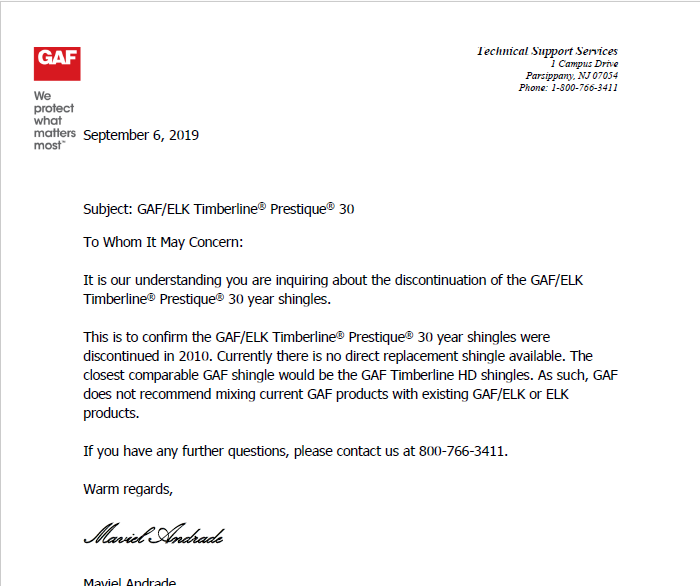 GAF
We
protect
what
matters
most™
Technical Support Services
1 Campus Drive
Parsippany, NJ 07054
Phone: 1-800-766-3411
September 6, 2019
Subject: GAF/ELK Timberline® Prestique® 30
To Whom It May Concern:
It is our understanding you are inquiring about the discontinuation of the GAF/ELK
Timberline® Prestique® 30 year shingles.
This is to confirm the GAF/ELK Timberline® Prestique® 30 year shingles were
discontinued in 2010. Currently there is no direct replacement shingle available. The
closest comparable GAF shingle would be the GAF Timberline HD shingles. As such, GAF
does not recommend mixing current GAF products with existing GAF/ELK or ELK
products.
If you have any further questions, please contact us at 800-766-3411.
Warm regards,
Maviel Andrade
Maviel Andrade